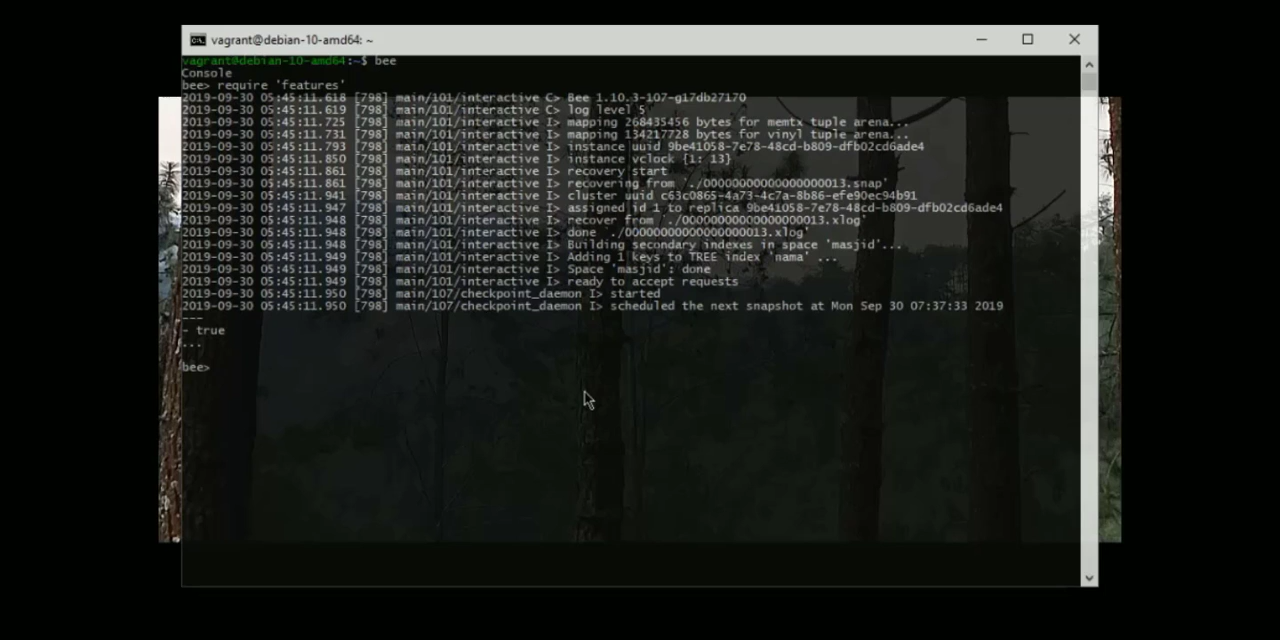 vagrant@debian-10-amd64: ~
vagrant@debian-10-amd64:~$ bee
Console
bee> require 'features'
2019-09-30 05:45:11.618 [798] main/101/interactive C> Bee 1.10.3-107-g17db27170
2019-09-30 05:45:11.619 [798] main/101/interactive C> log level 5
2019-09-30 05:45:11.725 [798] main/101/interactive I> mapping 268435456 bytes for memtx tuple arena...
2019-09-30 05:45:11.731 [798] main/101/interactive I> mapping 134217728 bytes for vinyl tuple arena...
2019-09-30 05:45:11.793 [798] main/101/interactive I> instance uuid 9be41058-7e78-48cd-b809-dfb02cd6ade4
2019-09-30 05:45:11.850 [798] main/101/interactive I> instance vclock {1: 13}
2019-09-30 05:45:11.861 [798] main/101/interactive I> recovery start
2019-09-30 05:45:11.861 [798] main/101/interactive I> recovering from `./00000000000000000013.snap'
2019-09-30 05:45:11.941 [798] main/101/interactive I> cluster uuid c63c0865-4a73-4c7a-8b86-efe90ec94b91
2019-09-30 05:45:11.947 [798] main/101/interactive I> assigned id 1 to replica 9be41058-7e78-48cd-b809-dfb02cd6ade4
2019-09-30 05:45:11.948 [798] main/101/interactive I> recover from `./00000000000000000013.xlog'
2019-09-30 05:45:11.948 [798] main/101/interactive I> done `./00000000000000000013.xlog'
2019-09-30 05:45:11.948 [798] main/101/interactive I> Building secondary indexes in space 'masjid'...
2019-09-30 05:45:11.949 [798] main/101/interactive I> Adding 1 keys to TREE index 'nama' ...
2019-09-30 05:45:11.949 [798] main/101/interactive I> Space 'masjid': done
2019-09-30 05:45:11.949 [798] main/101/interactive I> ready to accept requests
2019-09-30 05:45:11.950 [798] main/107/checkpoint_daemon I> started
2019-09-30 05:45:11.950 [798] main/107/checkpoint_daemon I> scheduled the next snapshot at Mon Sep 30 07:37:33 2019
---
- true
...
bee>